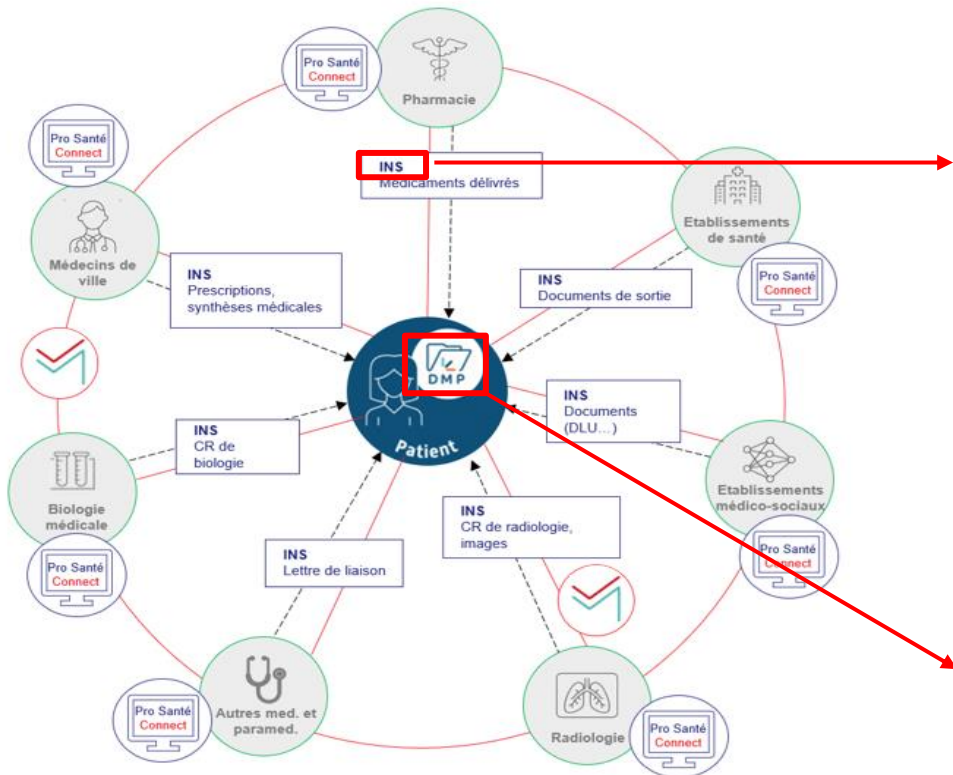 Pro Santé
Connect
Pharmacie
Pro Santé
Connect
INS
Médicaments délivrés
Etablissements
de santé
Médecins de
ville
INS
Prescriptions,
synthèses médicales
INS
Documents de sortie
Pro Santé
Connect
DMP
Patient
INS
Documents
(DLU...)
INS
CR de
biologie
Biologie
médicale
Etablissements
médico-sociaux
INS
CR de radiologie,
images
INS
Lettre de liaison
Pro Santé
Connect
Pro Santé
Connect
Autres med. et
paramed.
Pro Santé
Connect
Radiologie
Pro Santé
Connect